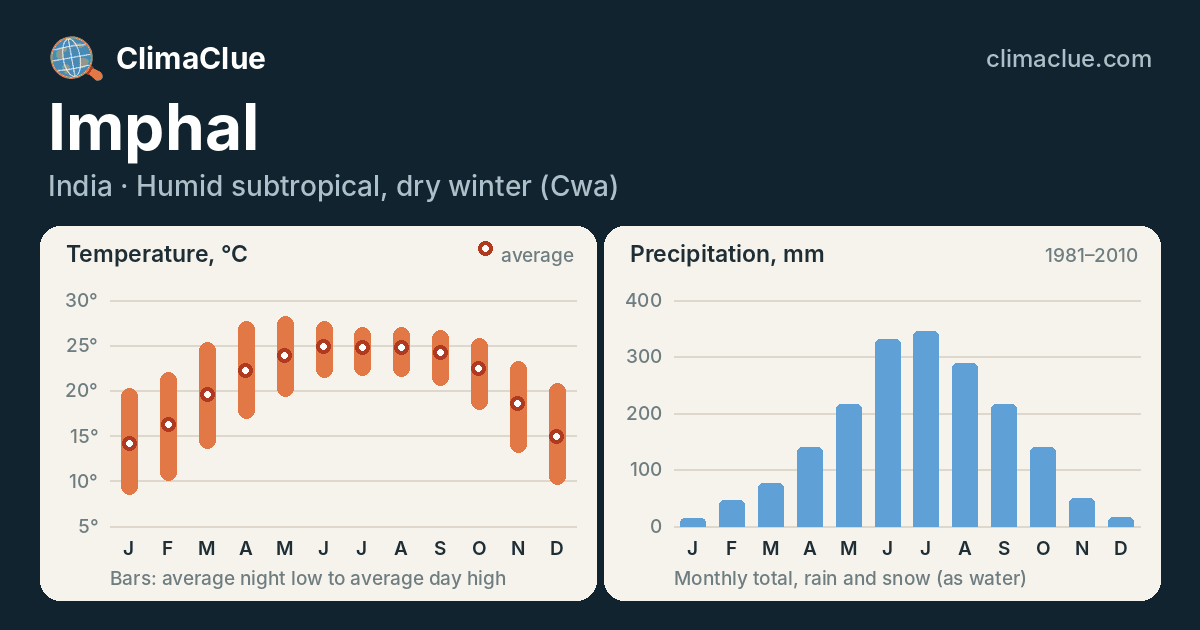 ClimaClue
climaclue.com
Imphal
India · Humid subtropical, dry winter (Cwa)
Temperature, °C
average
30°
25°
20°
15°
10°
5°
J F M A M J J A S O N D
Bars: average night low to average day high
Precipitation, mm
1981–2010
400
300
200
100
0
J F M A M J J A S O N D
Monthly total, rain and snow (as water)